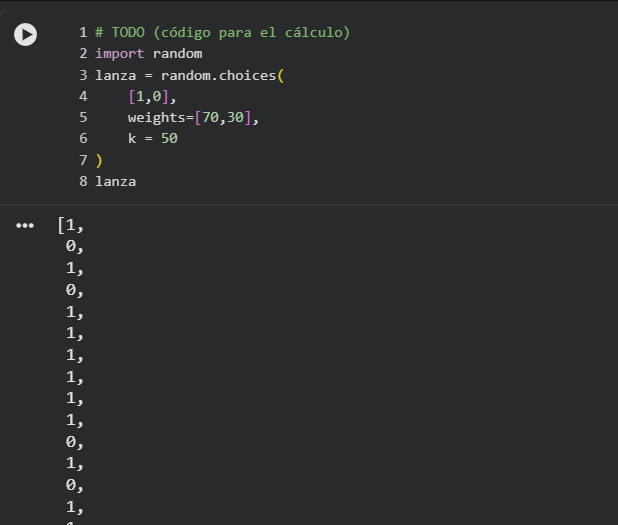 1 # TODO (código para el cálculo)
2 import random
3 lanza = random.choices(
4     [1,0],
5     weights=[70,30],
6     k = 50
7 )
8 lanza
[1,
0,
1,
0,
1,
1,
1,
1,
1,
1,
0,
1,
0,
1,